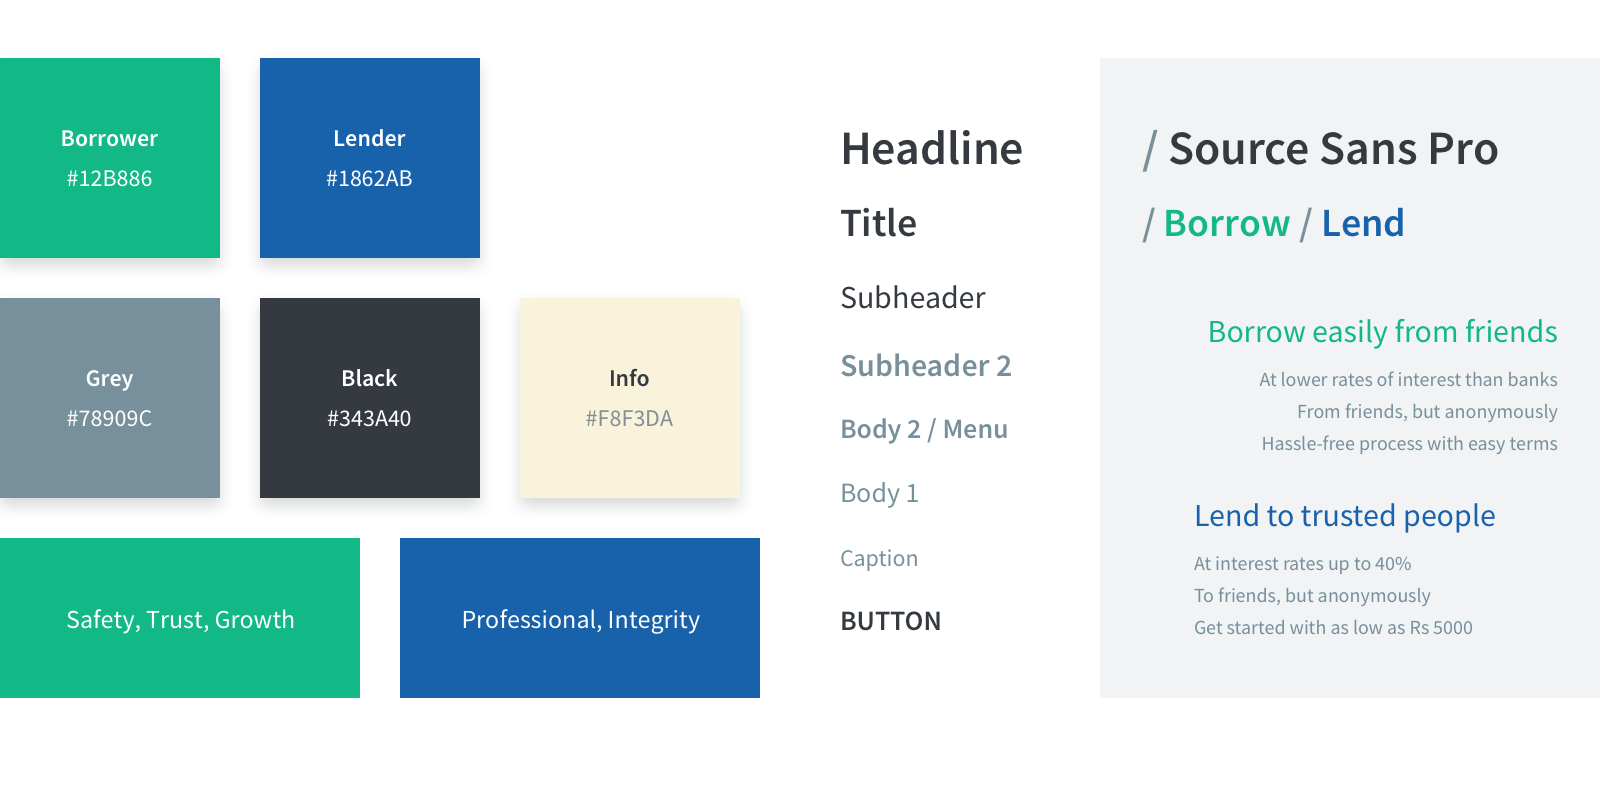 Borrower
#12B886
Lender
#1862AB
Grey
#78909C
Black
#343A40
Info
#F8F3DA
Safety, Trust, Growth
Professional, Integrity
Headline
Title
Subheader
Subheader 2
Body 2 / Menu
Body 1
Caption
BUTTON
/ Source Sans Pro
/ Borrow / Lend
Borrow easily from friends
At lower rates of interest than banks
From friends, but anonymously
Hassle-free process with easy terms
Lend to trusted people
At interest rates up to 40%
To friends, but anonymously
Get started with as low as Rs 5000